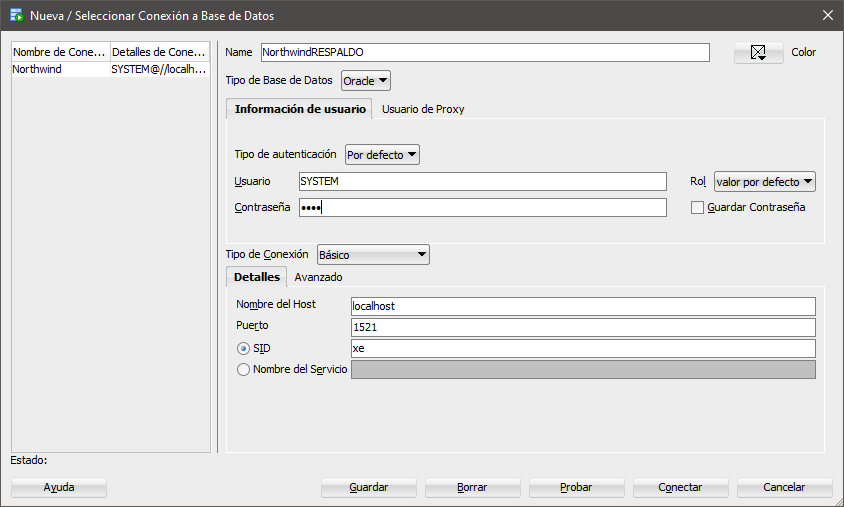 Nueva / Seleccionar Conexión a Base de Datos
Nombre de Cone... Detalles de Cone...
Northwind SYSTEM@//localh...
Name NorthwindRESPALDO Color
Tipo de Base de Datos Oracle
Información de usuario Usuario de Proxy
Tipo de autenticación Por defecto
Usuario SYSTEM Rol valor por defecto
Contraseña •••• Guardar Contraseña
Tipo de Conexión Básico
Detalles Avanzado
Nombre del Host localhost
Puerto 1521
SID xe
Nombre del Servicio
Estado:
Ayuda Guardar Borrar Probar Conectar Cancelar